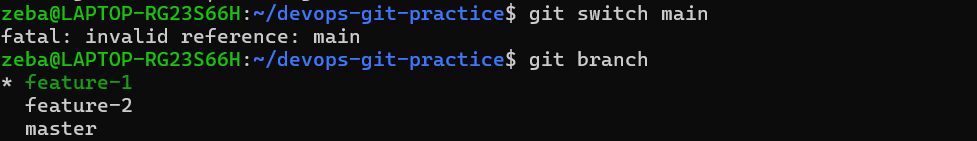 zeba@LAPTOP-RG23S66H:~/devops-git-practice$ git switch main
fatal: invalid reference: main
zeba@LAPTOP-RG23S66H:~/devops-git-practice$ git branch
* feature-1
  feature-2
  master